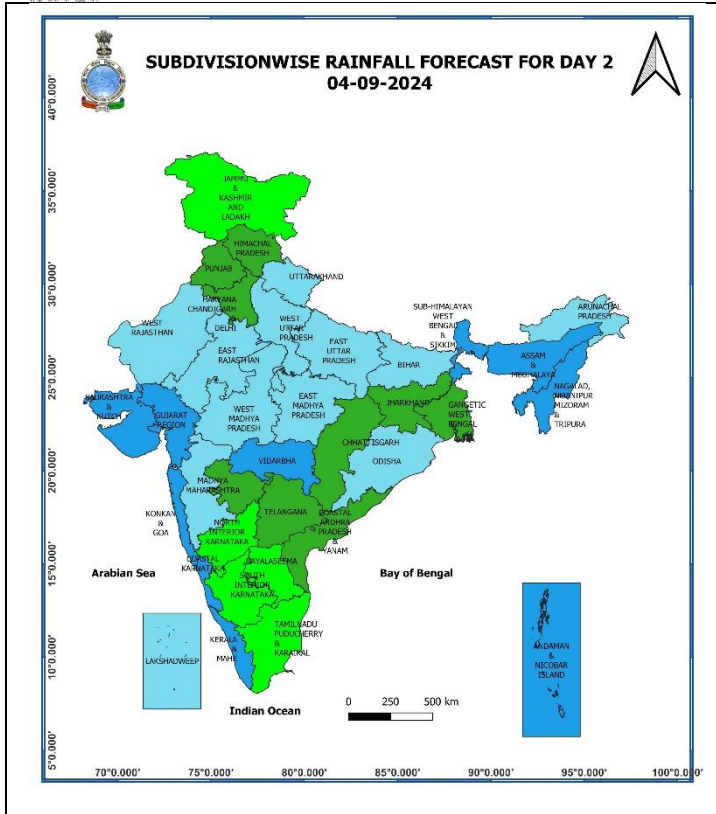 SUBDIVISIONWISE RAINFALL FORECAST FOR DAY 2
04-09-2024
40°0.000'
35°0.000'
30°0.000'
25°0.000'
20°0.000'
15°0.000'
10°0.000'
5°0.000'
JAMMU
&
KASHMIR
AND
LADAKH
HIMACHAL
PRADESH
PUNJAB
UTTARAKHAND
HARYANA
CHANDIGARH
&
DELHI
WEST
RAJASTHAN
WEST
UTTAR
PRADESH
EAST
RAJASTHAN
EAST
UTTAR
PRADESH
SUB-HIMALAYAN
WEST
BENGAL
&
SIKKIM
ARUNACHAL
PRADESH
BIHAR
ASSAM
&
MEGHALAYA
NAGALAD,
MANIPUR
MIZORAM
&
TRIPURA
SAURASHTRA
&
KUTCH
GUJARAT
REGION
WEST
MADHYA
PRADESH
EAST
MADHYA
PRADESH
JHARKHAND
GANGETIC
WEST
BENGAL
CHHATTISGARH
ODISHA
VIDARBHA
MADHYA
MAHARASHTRA
KONKAN
&
GOA
TELANGANA
COASTAL
ANDHRA
PRADESH
&
YANAM
NORTH
INTERIOR
KARNATAKA
COASTAL
KARNATAKA
RAYALASEEMA
SOUTH
INTERIOR
KARNATAKA
Arabian Sea
Bay of Bengal
TAMILNADU
PUDUCHERRY
&
KARAIKAL
KERALA
&
MAHE
LAKSHADWEEP
ANDAMAN
&
NICOBAR
ISLAND
Indian Ocean
0 250 500 km
70°0.000' 75°0.000' 80°0.000' 85°0.000' 90°0.000' 95°0.000' 100°0.000'